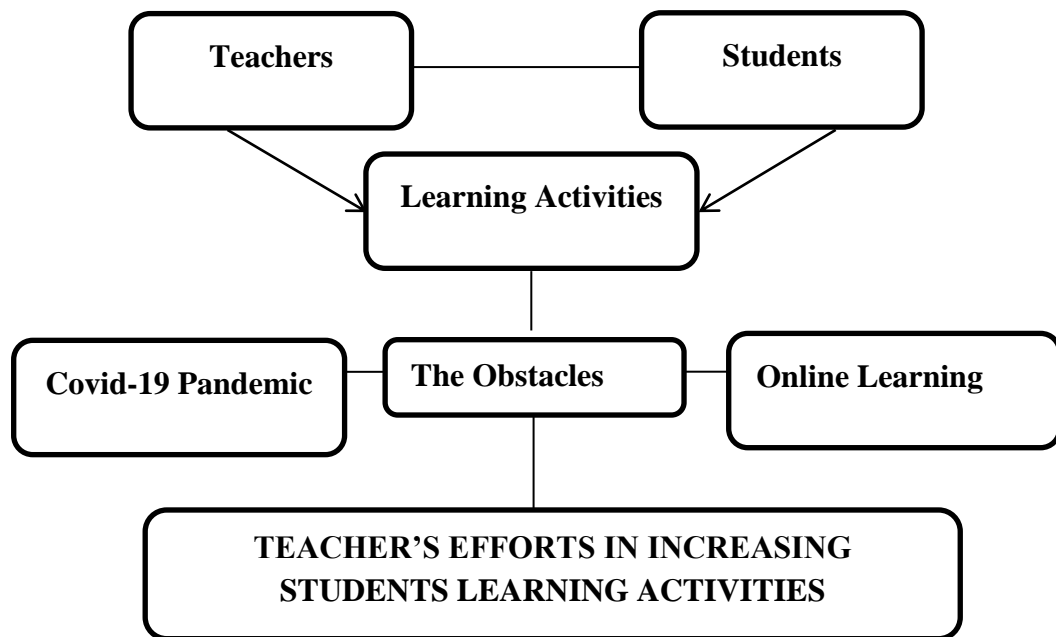 Teachers
Students
Learning Activities
Covid-19 Pandemic
The Obstacles
Online Learning
TEACHER’S EFFORTS IN INCREASING
STUDENTS LEARNING ACTIVITIES